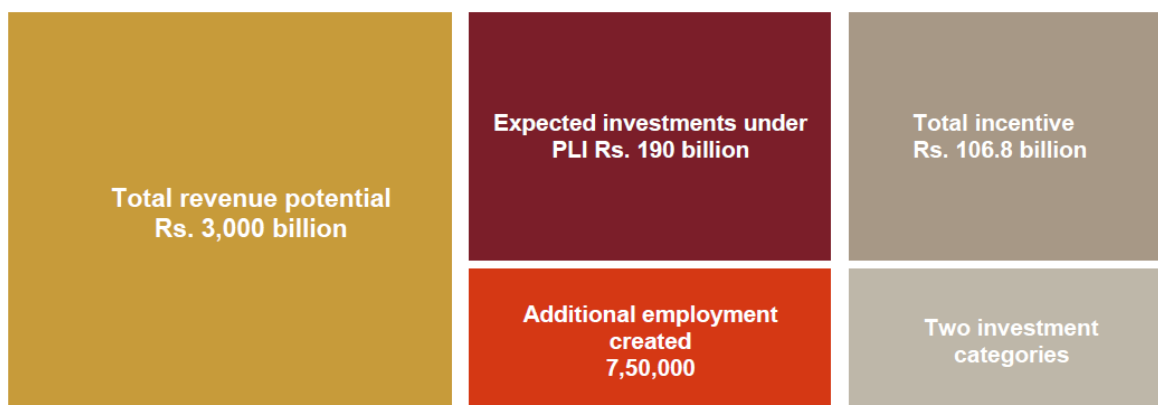 Total revenue potential
Rs. 3,000 billion
Expected investments under
PLI Rs. 190 billion
Total incentive
Rs. 106.8 billion
Additional employment
created
7,50,000
Two investment
categories